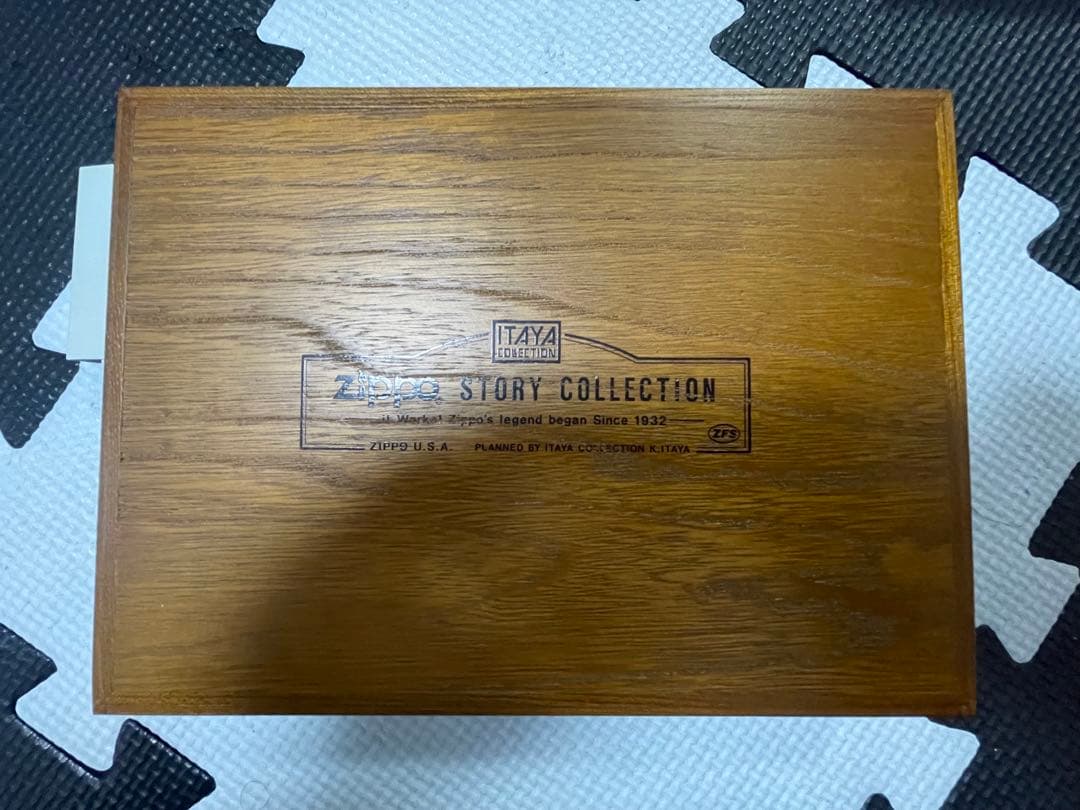 ITAYA
COLLECTION
zippo STORY COLLECTION
it Works! Zippo's legend began Since 1932
ZFS
ZIPPO U.S.A. PLANNED BY ITAYA COLLECTION K.ITAYA